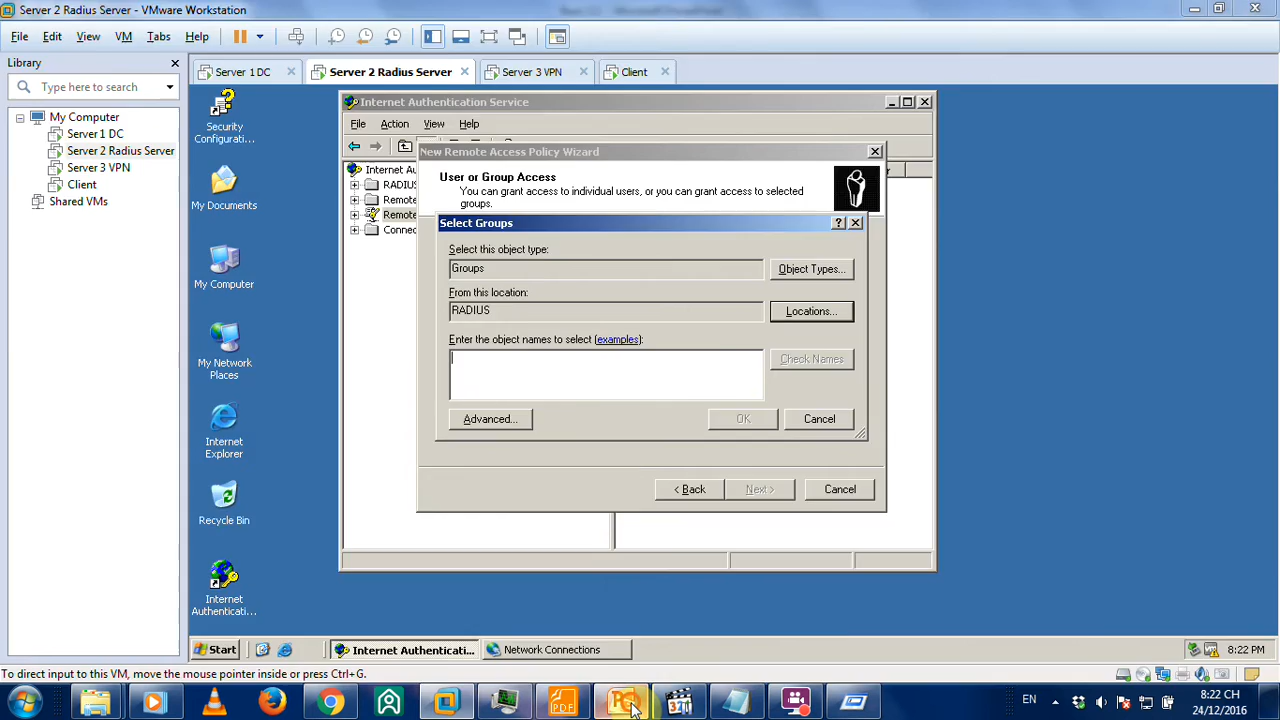 Server 2 Radius Server - VMware Workstation
File Edit View VM Tabs Help
Library
Type here to search
My Computer
Server 1 DC
Server 2 Radius Server
Server 3 VPN
Client
Shared VMs
Server 1 DC
Server 2 Radius Server
Server 3 VPN
Client
Security
Configurati...
My Documents
My Computer
My Network
Places
Internet
Explorer
Recycle Bin
Internet
Authenticati...
Internet Authentication Service
File Action View Help
Internet Au
RADIU
Remote
Remote
Connec
New Remote Access Policy Wizard
User or Group Access
You can grant access to individual users, or you can grant access to selected
groups.
Select Groups
Select this object type:
Groups
Object Types...
From this location:
RADIUS
Locations...
Enter the object names to select (examples):
Check Names
Advanced...
OK
Cancel
< Back
Next >
Cancel
Start
Internet Authenticati...
Network Connections
8:22 PM
To direct input to this VM, move the mouse pointer inside or press Ctrl+G.
PDF
321
EN
8:22 CH
24/12/2016